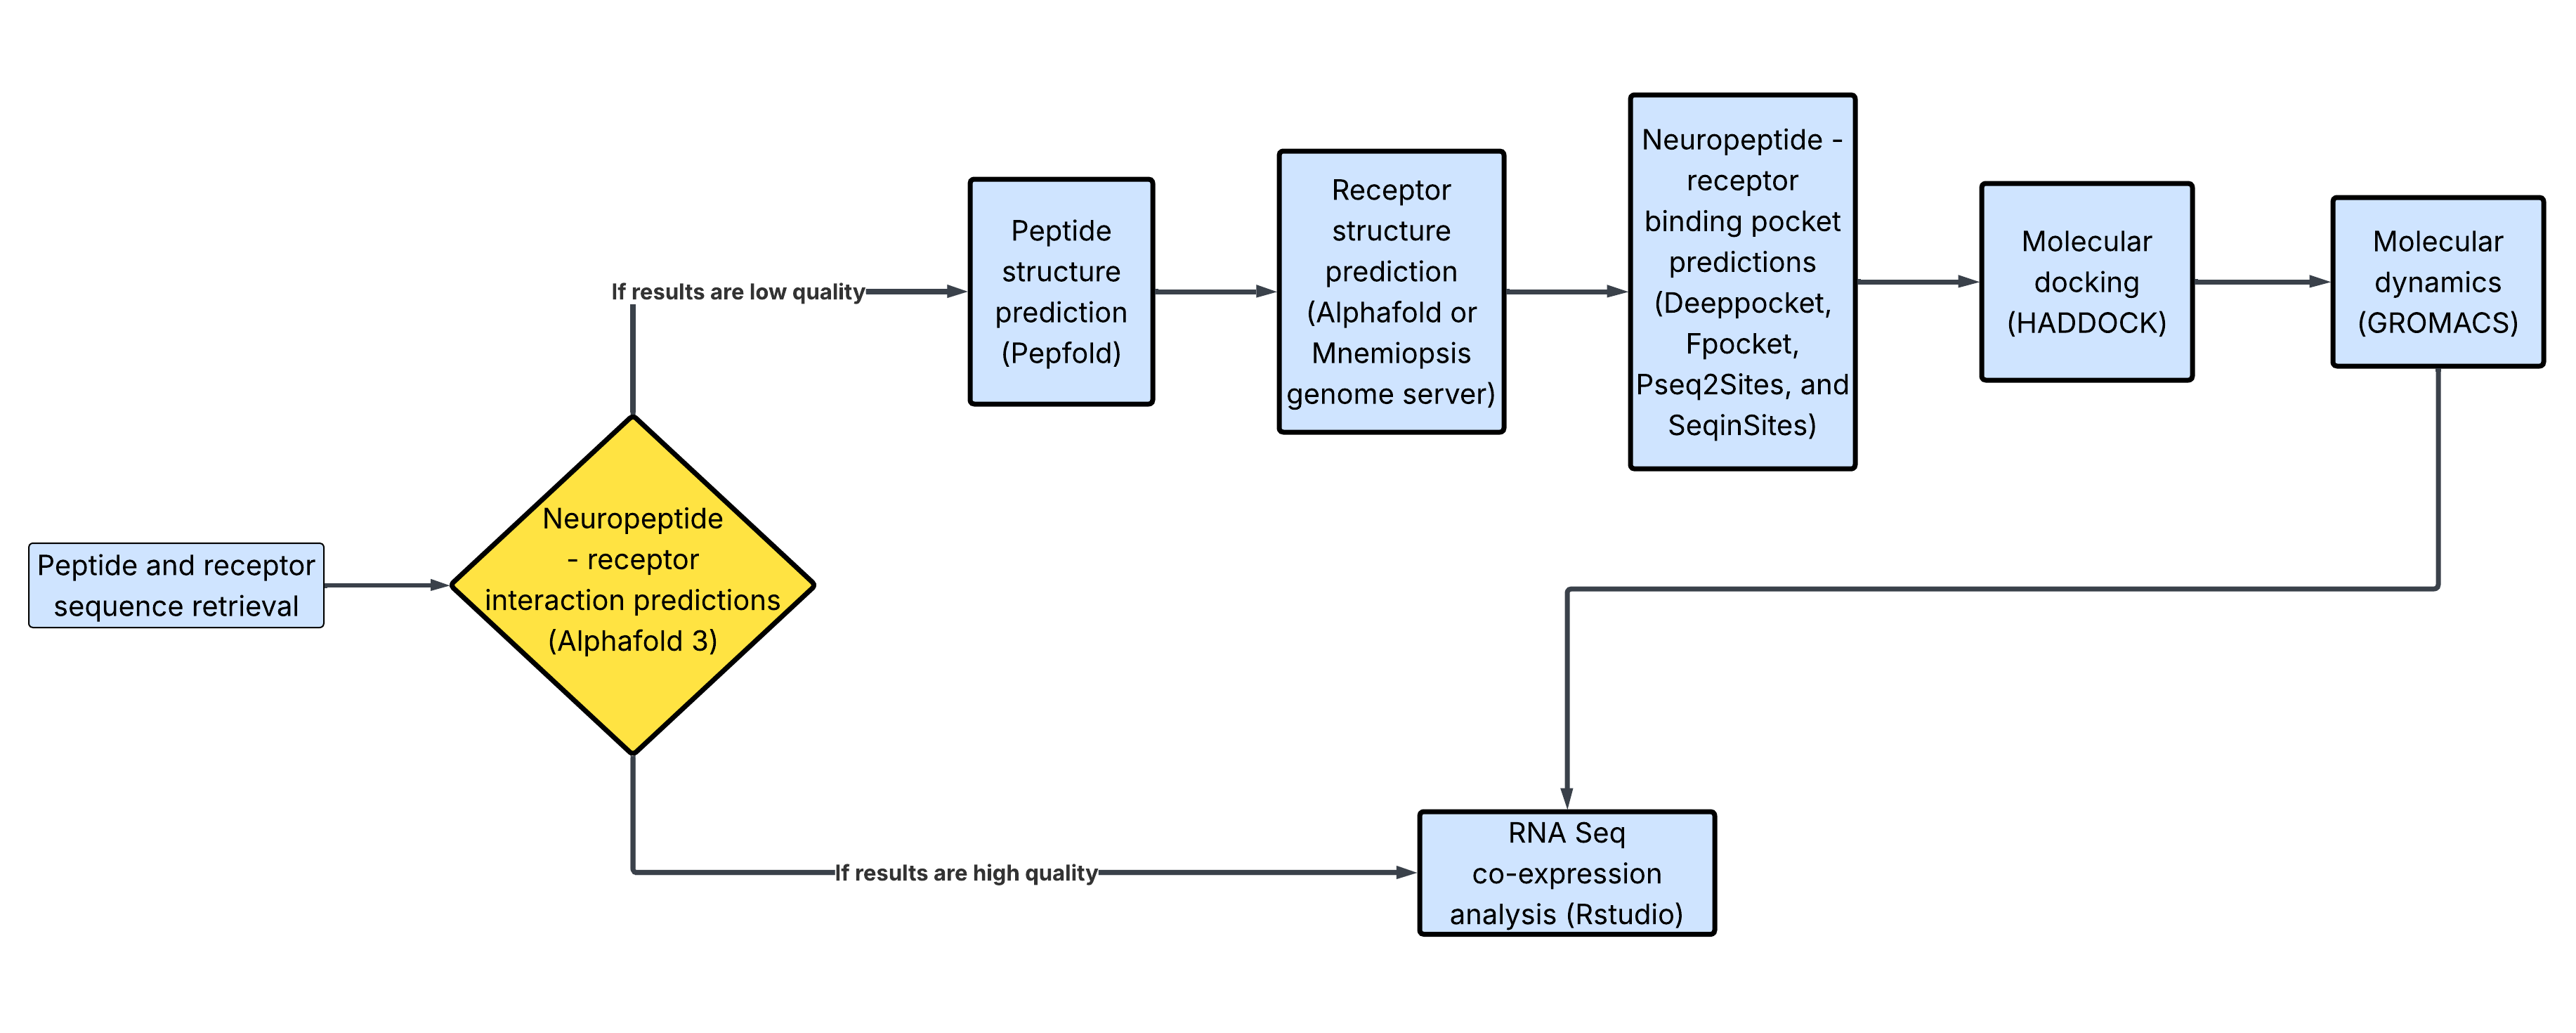 Peptide and receptor
sequence retrieval
Neuropeptide
- receptor
interaction predictions
(Alphafold 3)
If results are low quality
Peptide
structure
prediction
(Pepfold)
Receptor
structure
prediction
(Alphafold or
Mnemiopsis
genome server)
Neuropeptide -
receptor
binding pocket
predictions
(Deeppocket,
Fpocket,
Pseq2Sites, and
SeqinSites)
Molecular
docking
(HADDOCK)
Molecular
dynamics
(GROMACS)
If results are high quality
RNA Seq
co-expression
analysis (Rstudio)